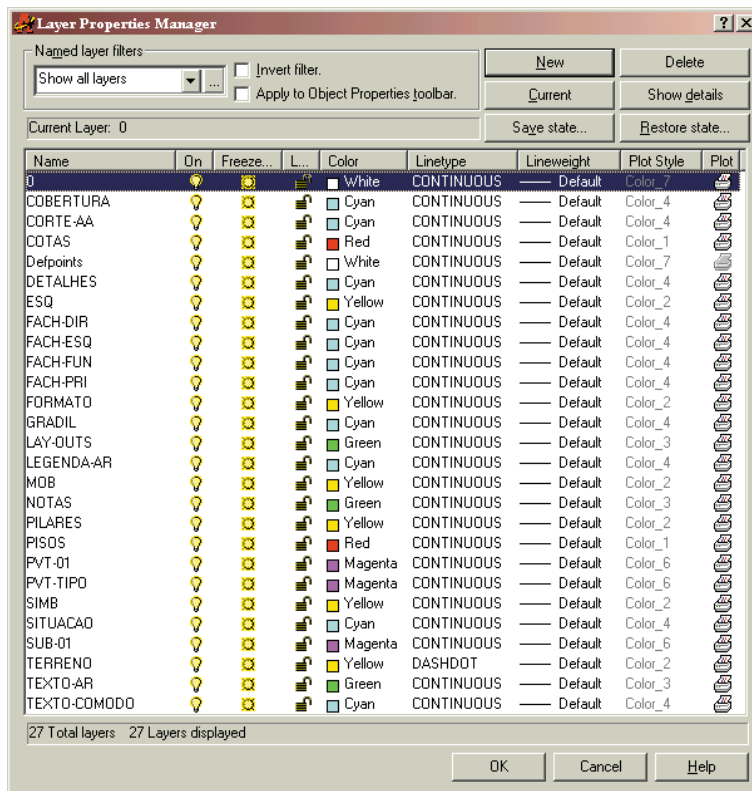 Layer Properties Manager
Named layer filters
Show all layers
...
Invert filter.
Apply to Object Properties toolbar.
New
Delete
Current
Show details
Current Layer: 0
Save state...
Restore state...
Name On Freeze... L... Color Linetype Lineweight Plot Style Plot
0 White CONTINUOUS Default Color_7
COBERTURA Cyan CONTINUOUS Default Color_4
CORTE-AA Cyan CONTINUOUS Default Color_4
COTAS Red CONTINUOUS Default Color_1
Defpoints White CONTINUOUS Default Color_7
DETALHES Cyan CONTINUOUS Default Color_4
ESQ Yellow CONTINUOUS Default Color_2
FACH-DIR Cyan CONTINUOUS Default Color_4
FACH-ESQ Cyan CONTINUOUS Default Color_4
FACH-FUN Cyan CONTINUOUS Default Color_4
FACH-PRI Cyan CONTINUOUS Default Color_4
FORMATO Yellow CONTINUOUS Default Color_2
GRADIL Cyan CONTINUOUS Default Color_4
LAY-OUTS Green CONTINUOUS Default Color_3
LEGENDA-AR Cyan CONTINUOUS Default Color_4
MOB Yellow CONTINUOUS Default Color_2
NOTAS Green CONTINUOUS Default Color_3
PILARES Yellow CONTINUOUS Default Color_2
PISOS Red CONTINUOUS Default Color_1
PVT-01 Magenta CONTINUOUS Default Color_6
PVT-TIPO Magenta CONTINUOUS Default Color_6
SIMB Yellow CONTINUOUS Default Color_2
SITUACAO Cyan CONTINUOUS Default Color_4
SUB-01 Magenta CONTINUOUS Default Color_6
TERRENO Yellow DASHDOT Default Color_2
TEXTO-AR Green CONTINUOUS Default Color_3
TEXTO-COMODO Cyan CONTINUOUS Default Color_4
27 Total layers 27 Layers displayed
OK Cancel Help